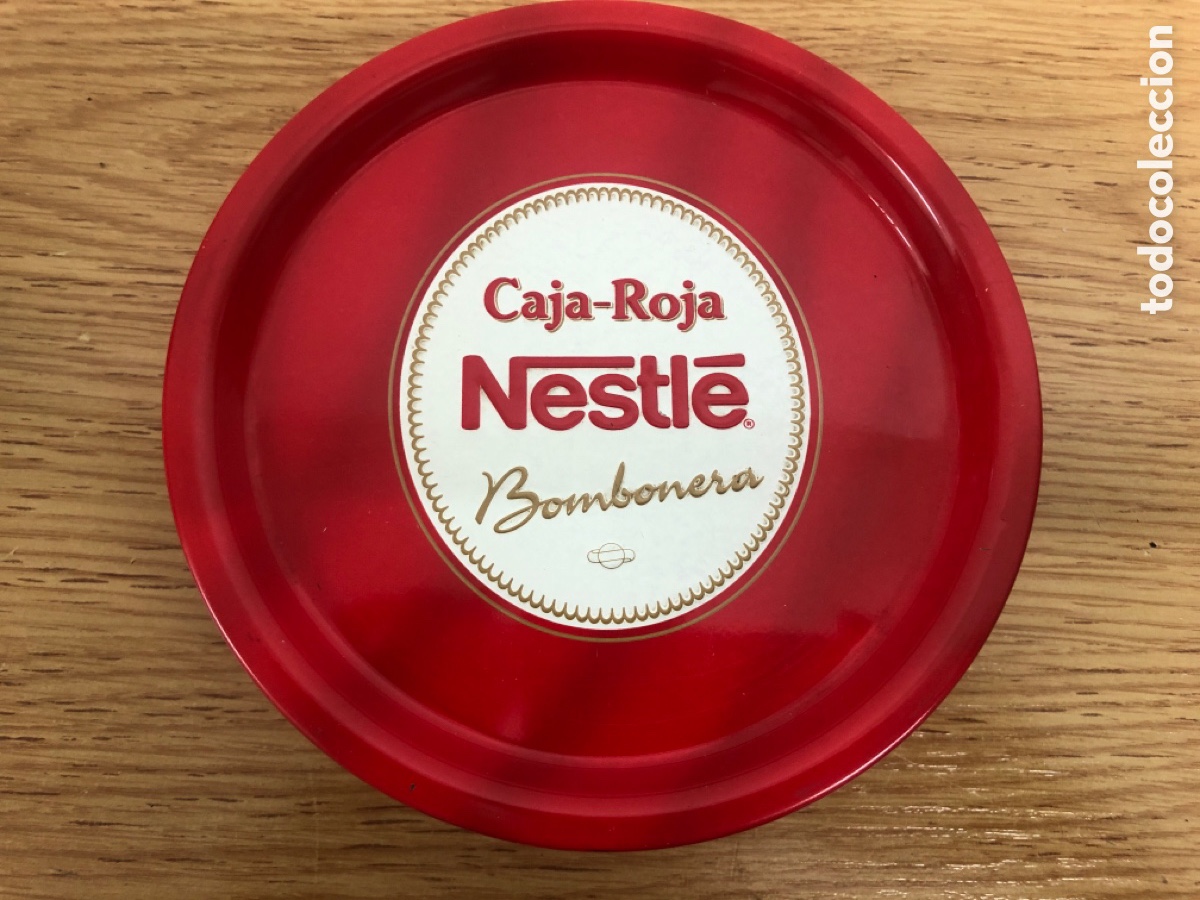 Caja-Roja
Nestlé®
Bombonera
todocoleccion